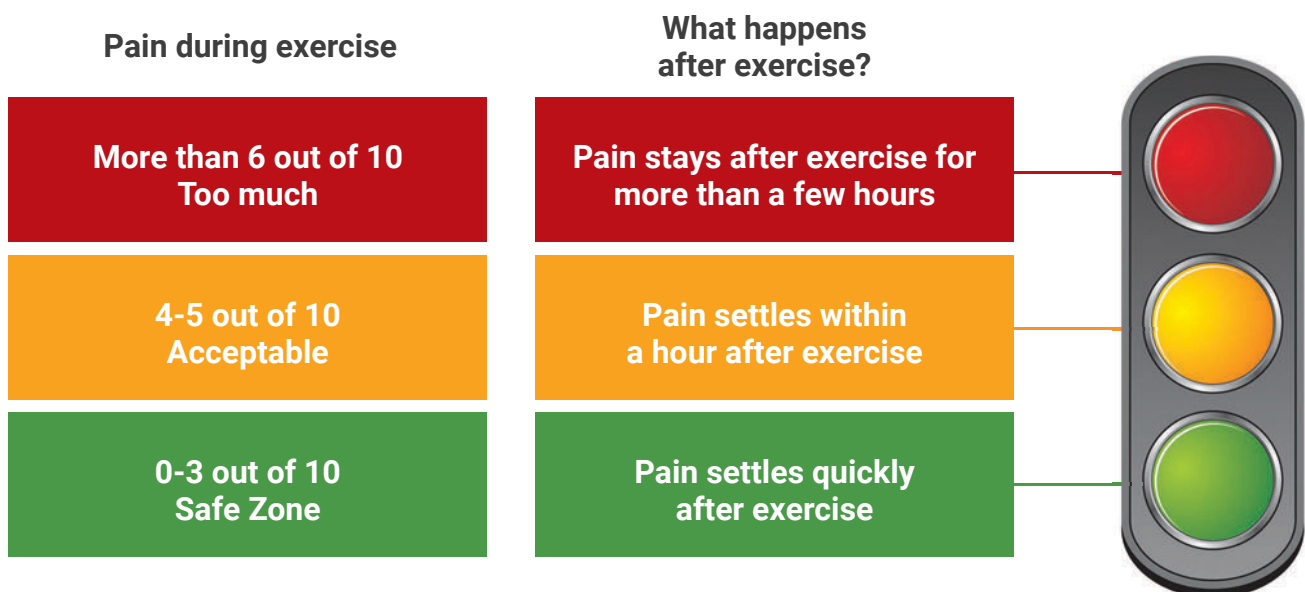 Pain during exercise
What happens
after exercise?
More than 6 out of 10
Too much
Pain stays after exercise for
more than a few hours
4-5 out of 10
Acceptable
Pain settles within
a hour after exercise
0-3 out of 10
Safe Zone
Pain settles quickly
after exercise